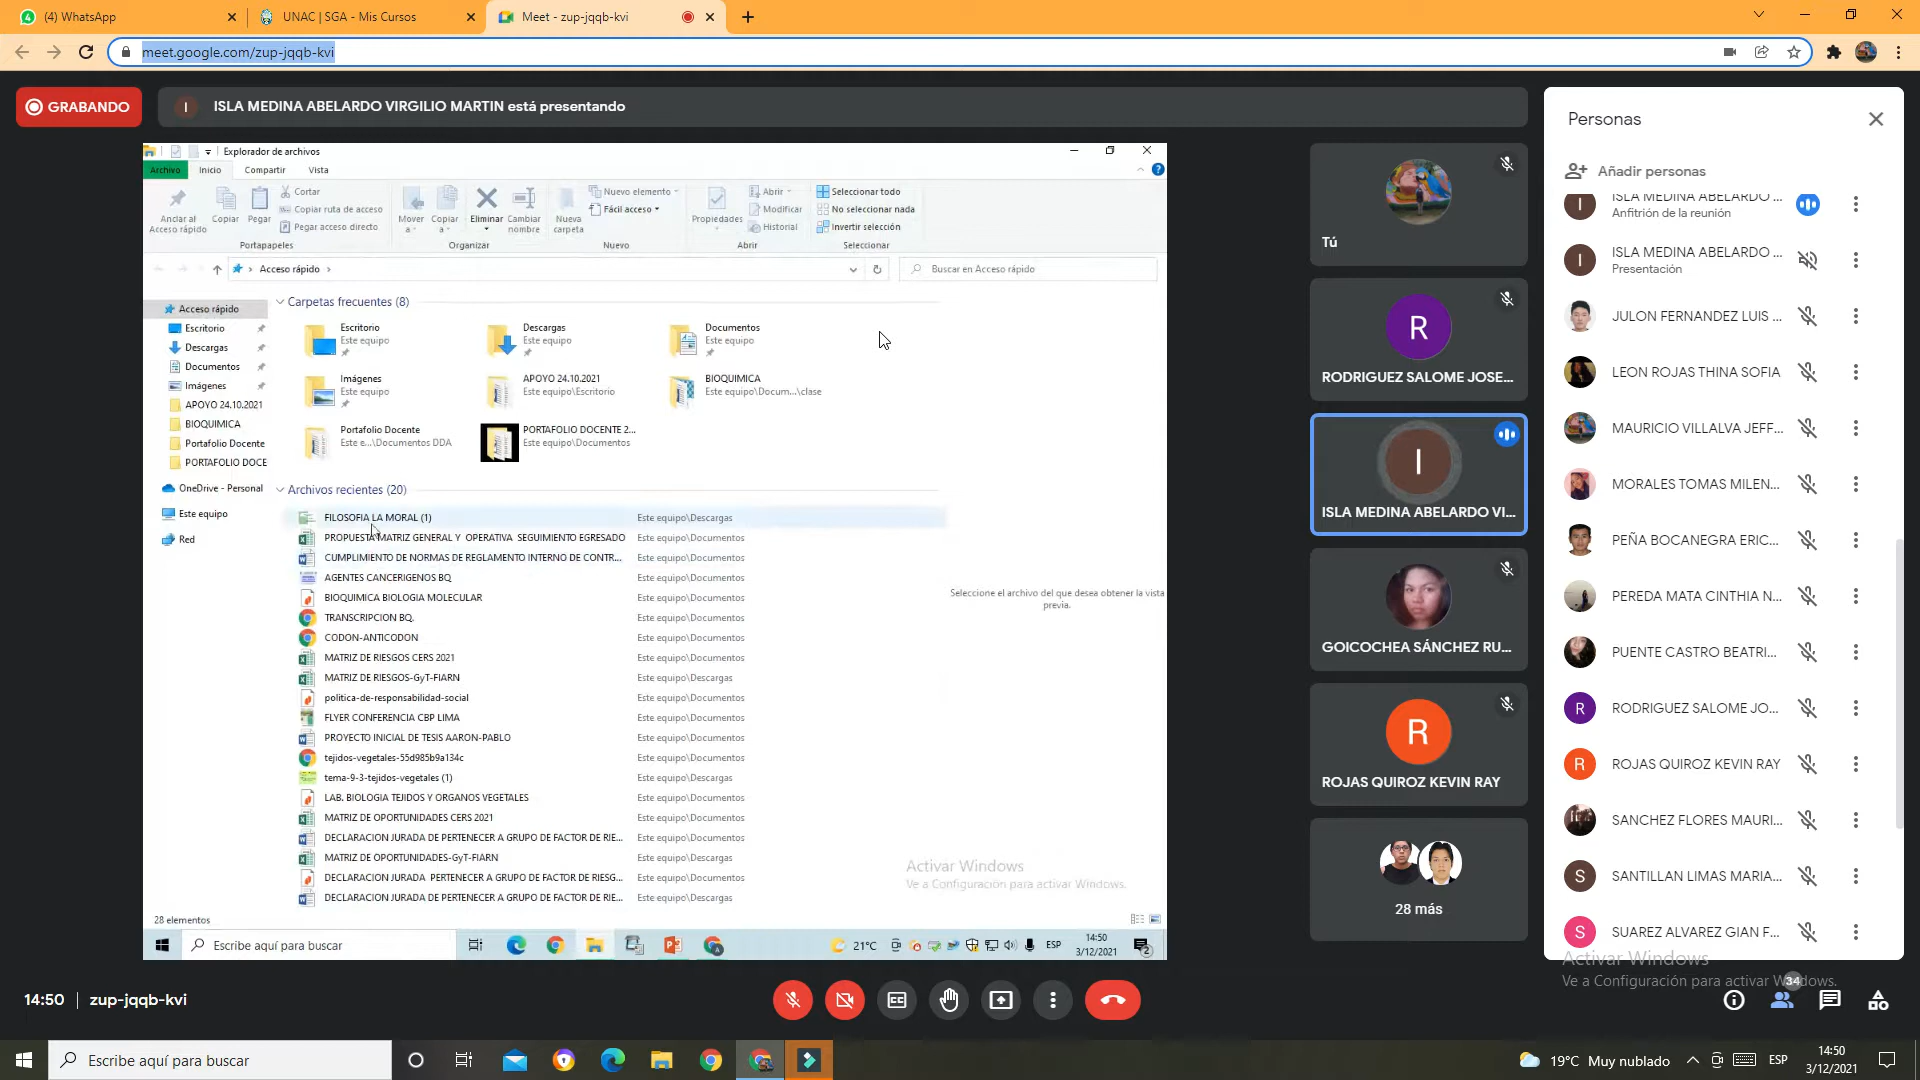 (4) WhatsApp
UNAC | SGA - Mis Cursos
Meet - zup-jqqb-kvi
meet.google.com/zup-jqqb-kvi
GRABANDO
I
ISLA MEDINA ABELARDO VIRGILIO MARTIN está presentando
Explorador de archivos
Archivo
Inicio
Compartir
Vista
Anclar al
Acceso rápido
Copiar
Pegar
Cortar
Copiar ruta de acceso
Pegar acceso directo
Portapapeles
Mover
a
Copiar
a
Eliminar
Cambiar
nombre
Organizar
Nueva
carpeta
Nuevo elemento
Fácil acceso
Nuevo
Propiedades
Abrir
Modificar
Historial
Abrir
Seleccionar todo
No seleccionar nada
Invertir selección
Seleccionar
Acceso rápido
Buscar en Acceso rápido
Acceso rápido
Escritorio
Descargas
Documentos
Imágenes
APOYO 24.10.2021
BIOQUIMICA
Portafolio Docente
PORTAFOLIO DOCE
OneDrive - Personal
Este equipo
Red
Carpetas frecuentes (8)
Escritorio
Este equipo
Descargas
Este equipo
Documentos
Este equipo
Imágenes
Este equipo
APOYO 24.10.2021
Este equipo\Escritorio
BIOQUIMICA
Este equipo\Docum...\clase
Portafolio Docente
Este e...\Documentos DDA
PORTAFOLIO DOCENTE 2...
Este equipo\Documentos
Archivos recientes (20)
FILOSOFIA LA MORAL (1) Este equipo\Descargas
PROPUESTA MATRIZ GENERAL Y OPERATIVA SEGUIMIENTO EGRESADO Este equipo\Documentos
CUMPLIMIENTO DE NORMAS DE REGLAMENTO INTERNO DE CONTR... Este equipo\Documentos
AGENTES CANCERIGENOS BQ Este equipo\Documentos
BIOQUIMICA BIOLOGIA MOLECULAR Este equipo\Documentos
TRANSCRIPCION BQ. Este equipo\Documentos
CODON-ANTICODON Este equipo\Documentos
MATRIZ DE RIESGOS CERS 2021 Este equipo\Documentos
MATRIZ DE RIESGOS-GyT-FIARN Este equipo\Descargas
politica-de-responsabilidad-social Este equipo\Documentos
FLYER CONFERENCIA CBP LIMA Este equipo\Documentos
PROYECTO INICIAL DE TESIS AARON-PABLO Este equipo\Documentos
tejidos-vegetales-55d985b9a134c Este equipo\Documentos
tema-9-3-tejidos-vegetales (1) Este equipo\Descargas
LAB. BIOLOGIA TEJIDOS Y ORGANOS VEGETALES Este equipo\Documentos
MATRIZ DE OPORTUNIDADES CERS 2021 Este equipo\Documentos
DECLARACION JURADA DE PERTENECER A GRUPO DE FACTOR DE RIE... Este equipo\Documentos
MATRIZ DE OPORTUNIDADES-GyT-FIARN Este equipo\Descargas
DECLARACION JURADA PERTENECER A GRUPO DE FACTOR DE RIESG... Este equipo\Documentos
DECLARACION JURADA DE PERTENECER A GRUPO DE FACTOR DE RIE... Este equipo\Descargas
Seleccione el archivo del que desea obtener la vista
previa.
Activar Windows
Ve a Configuración para activar Windows.
28 elementos
Escribe aquí para buscar
21°C
ESP
14:50
3/12/2021
2
Tú
R
RODRIGUEZ SALOME JOSE...
I
ISLA MEDINA ABELARDO VI...
GOICOCHEA SÁNCHEZ RU...
R
ROJAS QUIROZ KEVIN RAY
28 más
Personas
Añadir personas
I
ISLA MEDINA ABELARDO ...
Anfitrión de la reunión
I
ISLA MEDINA ABELARDO ...
Presentación
JULON FERNANDEZ LUIS ...
LEON ROJAS THINA SOFIA
MAURICIO VILLALVA JEFF...
MORALES TOMAS MILEN...
PEÑA BOCANEGRA ERIC...
PEREDA MATA CINTHIA N...
PUENTE CASTRO BEATRI...
R
RODRIGUEZ SALOME JO...
R
ROJAS QUIROZ KEVIN RAY
SANCHEZ FLORES MAURI...
S
SANTILLAN LIMAS MARIA...
S
SUAREZ ALVAREZ GIAN F...
Activar Windows
Ve a Configuración para activar Windows.
14:50 | zup-jqqb-kvi
34
Escribe aquí para buscar
19°C Muy nublado
ESP
14:50
3/12/2021